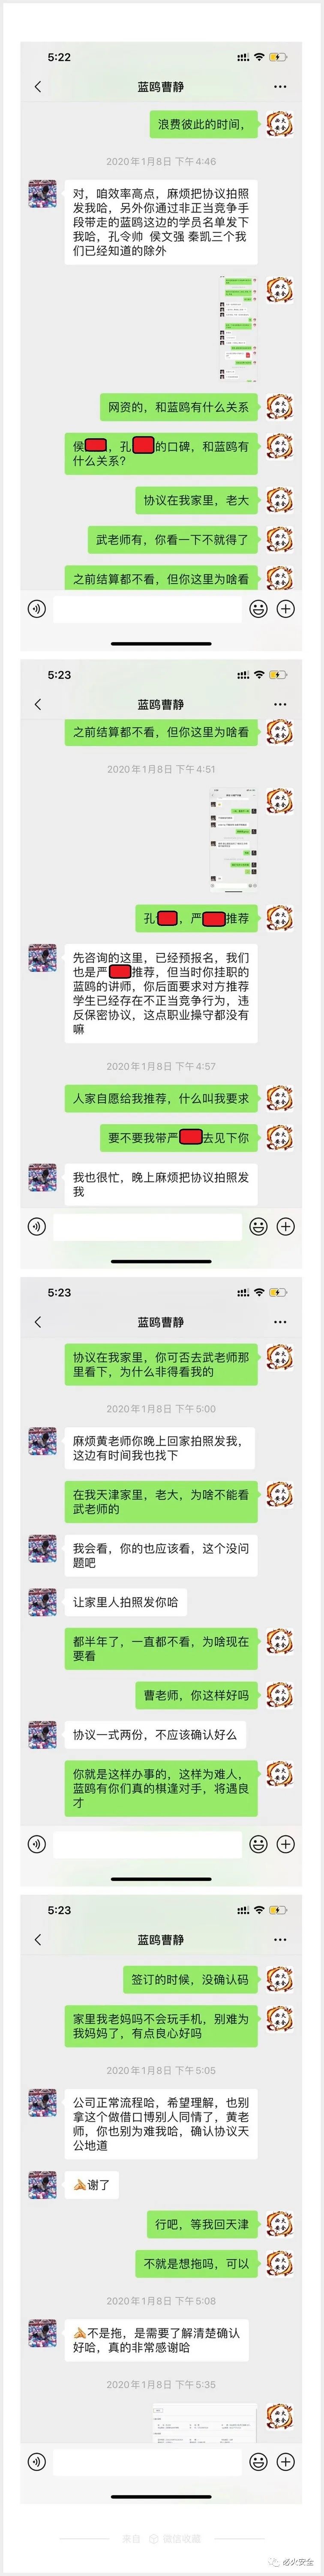 5:22
蓝鸥曹静
浪费彼此的时间，
2020年1月8日 下午4:46
对，咱效率高点，麻烦把协议拍照
发我哈，另外你通过非正当竞争手
段带走的蓝鸥这边的学员名单发下
我哈，孔令帅 侯文强 秦凯三个我
们已经知道的除外
网资的，和蓝鸥有什么关系
侯，孔的口碑，和蓝鸥有
什么关系？
协议在我家里，老大
武老师有，你看一下不就得了
之前结算都不看，但你这里为啥看
5:23
蓝鸥曹静
之前结算都不看，但你这里为啥看
2020年1月8日 下午4:51
孔，严推荐
先咨询的这里，已经预报名，我们
也是严推荐，但当时你挂职的
蓝鸥的讲师，你后面要求对方推荐
学生已经存在不正当竞争行为，违
反保密协议，这点职业操守都没有
嘛
2020年1月8日 下午4:57
人家自愿给我推荐，什么叫我要求
要不要我带严去见下你
我也很忙，晚上麻烦把协议拍照发
我
5:23
蓝鸥曹静
协议在我家里，你可否去武老师那
里看下，为什么非得看我的
2020年1月8日 下午5:00
麻烦黄老师你晚上回家拍照发我，
这边有时间我也找下
在我天津家里，老大，为啥不能看
武老师的
我会看，你的也应该看，这个没问
题吧
让家里人拍照发你哈
都半年了，一直都不看，为啥现在
要看
曹老师，你这样好吗
协议一式两份，不应该确认好么
你就是这样办事的，这样为难人，
蓝鸥有你们真的棋逢对手，将遇良
才
5:23
蓝鸥曹静
签订的时候，没确认码
家里我老妈吗不会玩手机，别难为
我妈妈了，有点良心好吗
2020年1月8日 下午5:05
公司正常流程哈，希望理解，也别
拿这个做借口博别人同情了，黄老
师，你也别为难我哈，确认协议天
公地道
🙏谢了
行吧，等我回天津
不就是想拖吗，可以
2020年1月8日 下午5:08
🙏不是拖，是需要了解清楚确认
好哈，真的非常感谢哈
2020年1月8日 下午5:35
来自 微信收藏
必火安全